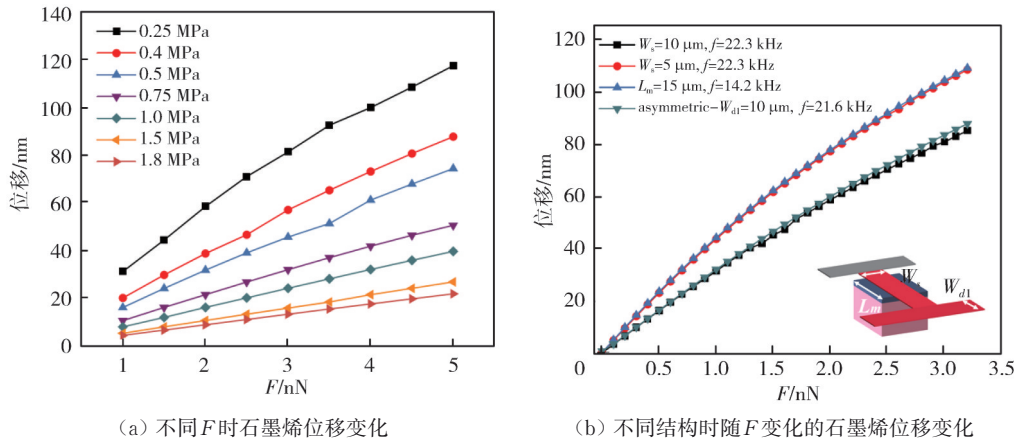 140
120
100
80
60
40
20
0
位移/nm
0.25 MPa
0.4 MPa
0.5 MPa
0.75 MPa
1.0 MPa
1.5 MPa
1.8 MPa
1 2 3 4 5
F/nN
(a) 不同F时石墨烯位移变化
120
100
80
60
40
20
0
位移/nm
Ws=10 μm,f=22.3 kHz
Ws=5 μm,f=22.3 kHz
Lm=15 μm,f=14.2 kHz
asymmetric-Wd1=10 μm, f=21.6 kHz
Lm
Wd1
0.5 1.0 1.5 2.0 2.5 3.0 3.5
F/nN
(b) 不同结构时随F变化的石墨烯位移变化